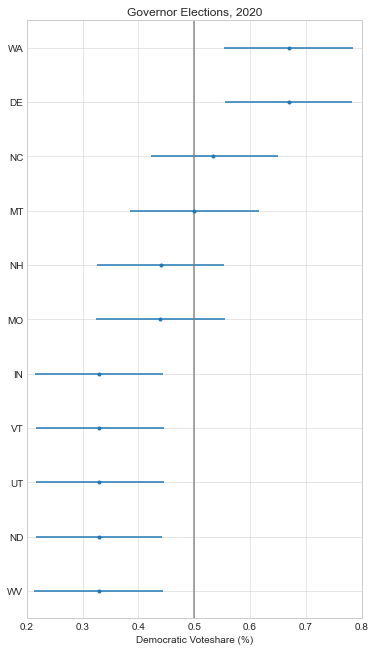 Governor Elections, 2020
WA
DE
NC
MT
NH
MO
IN
VT
UT
ND
WV
0.2 0.3 0.4 0.5 0.6 0.7 0.8
Democratic Voteshare (%)